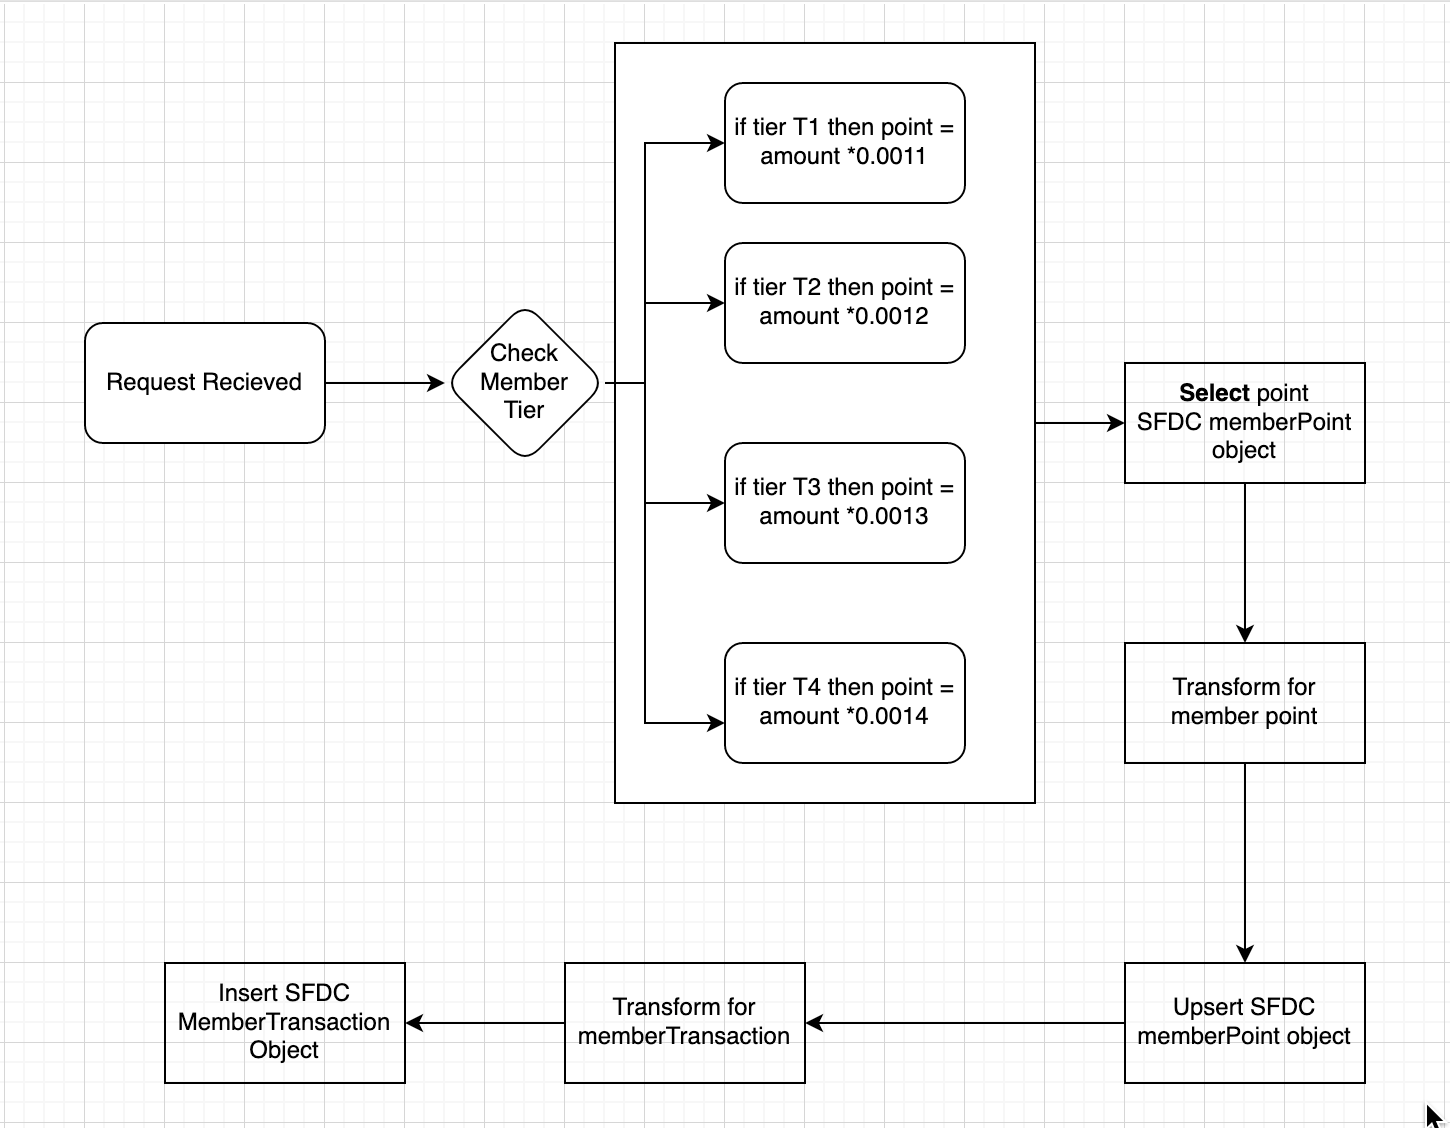 Request Recieved
Check
Member
Tier
if tier T1 then point =
amount *0.0011
if tier T2 then point =
amount *0.0012
if tier T3 then point =
amount *0.0013
if tier T4 then point =
amount *0.0014
Select point
SFDC memberPoint
object
Transform for
member point
Upsert SFDC
memberPoint object
Transform for
memberTransaction
Insert SFDC
MemberTransaction
Object